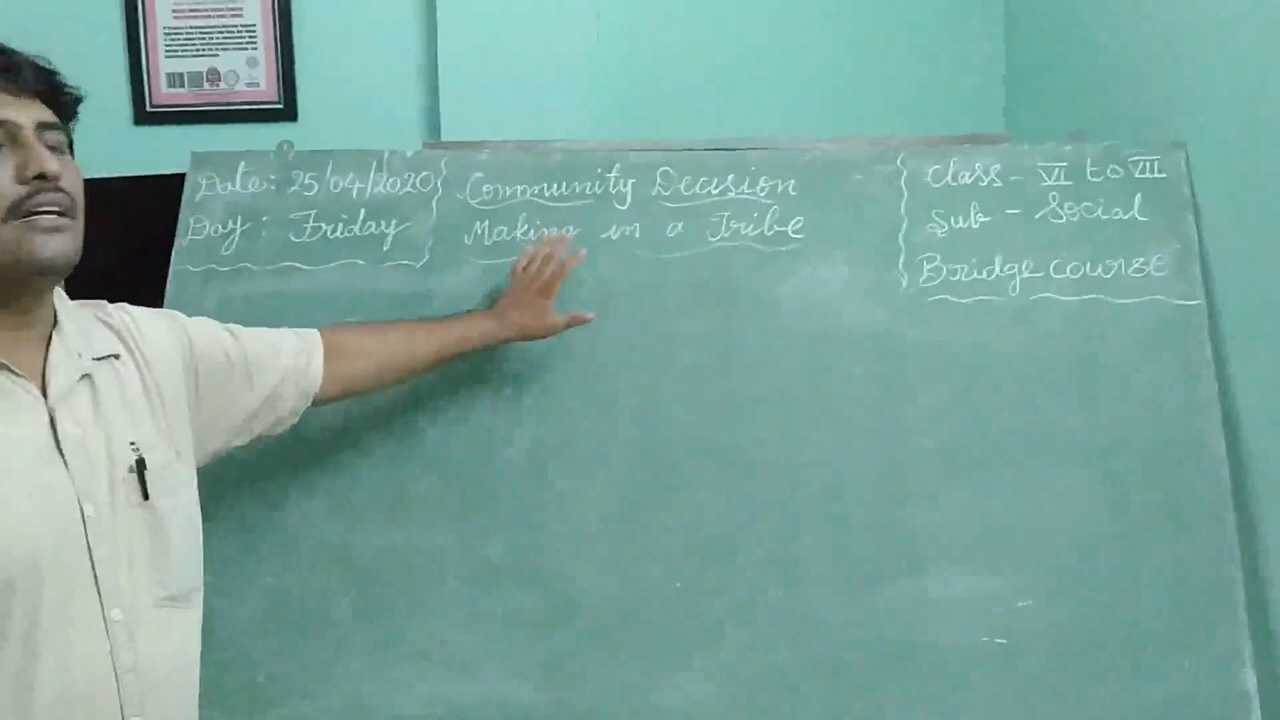 Date: 25/04/2020
Day: Friday
Community Decision
Making in a Tribe
Class - VI to VII
Sub - Social
Bridge course